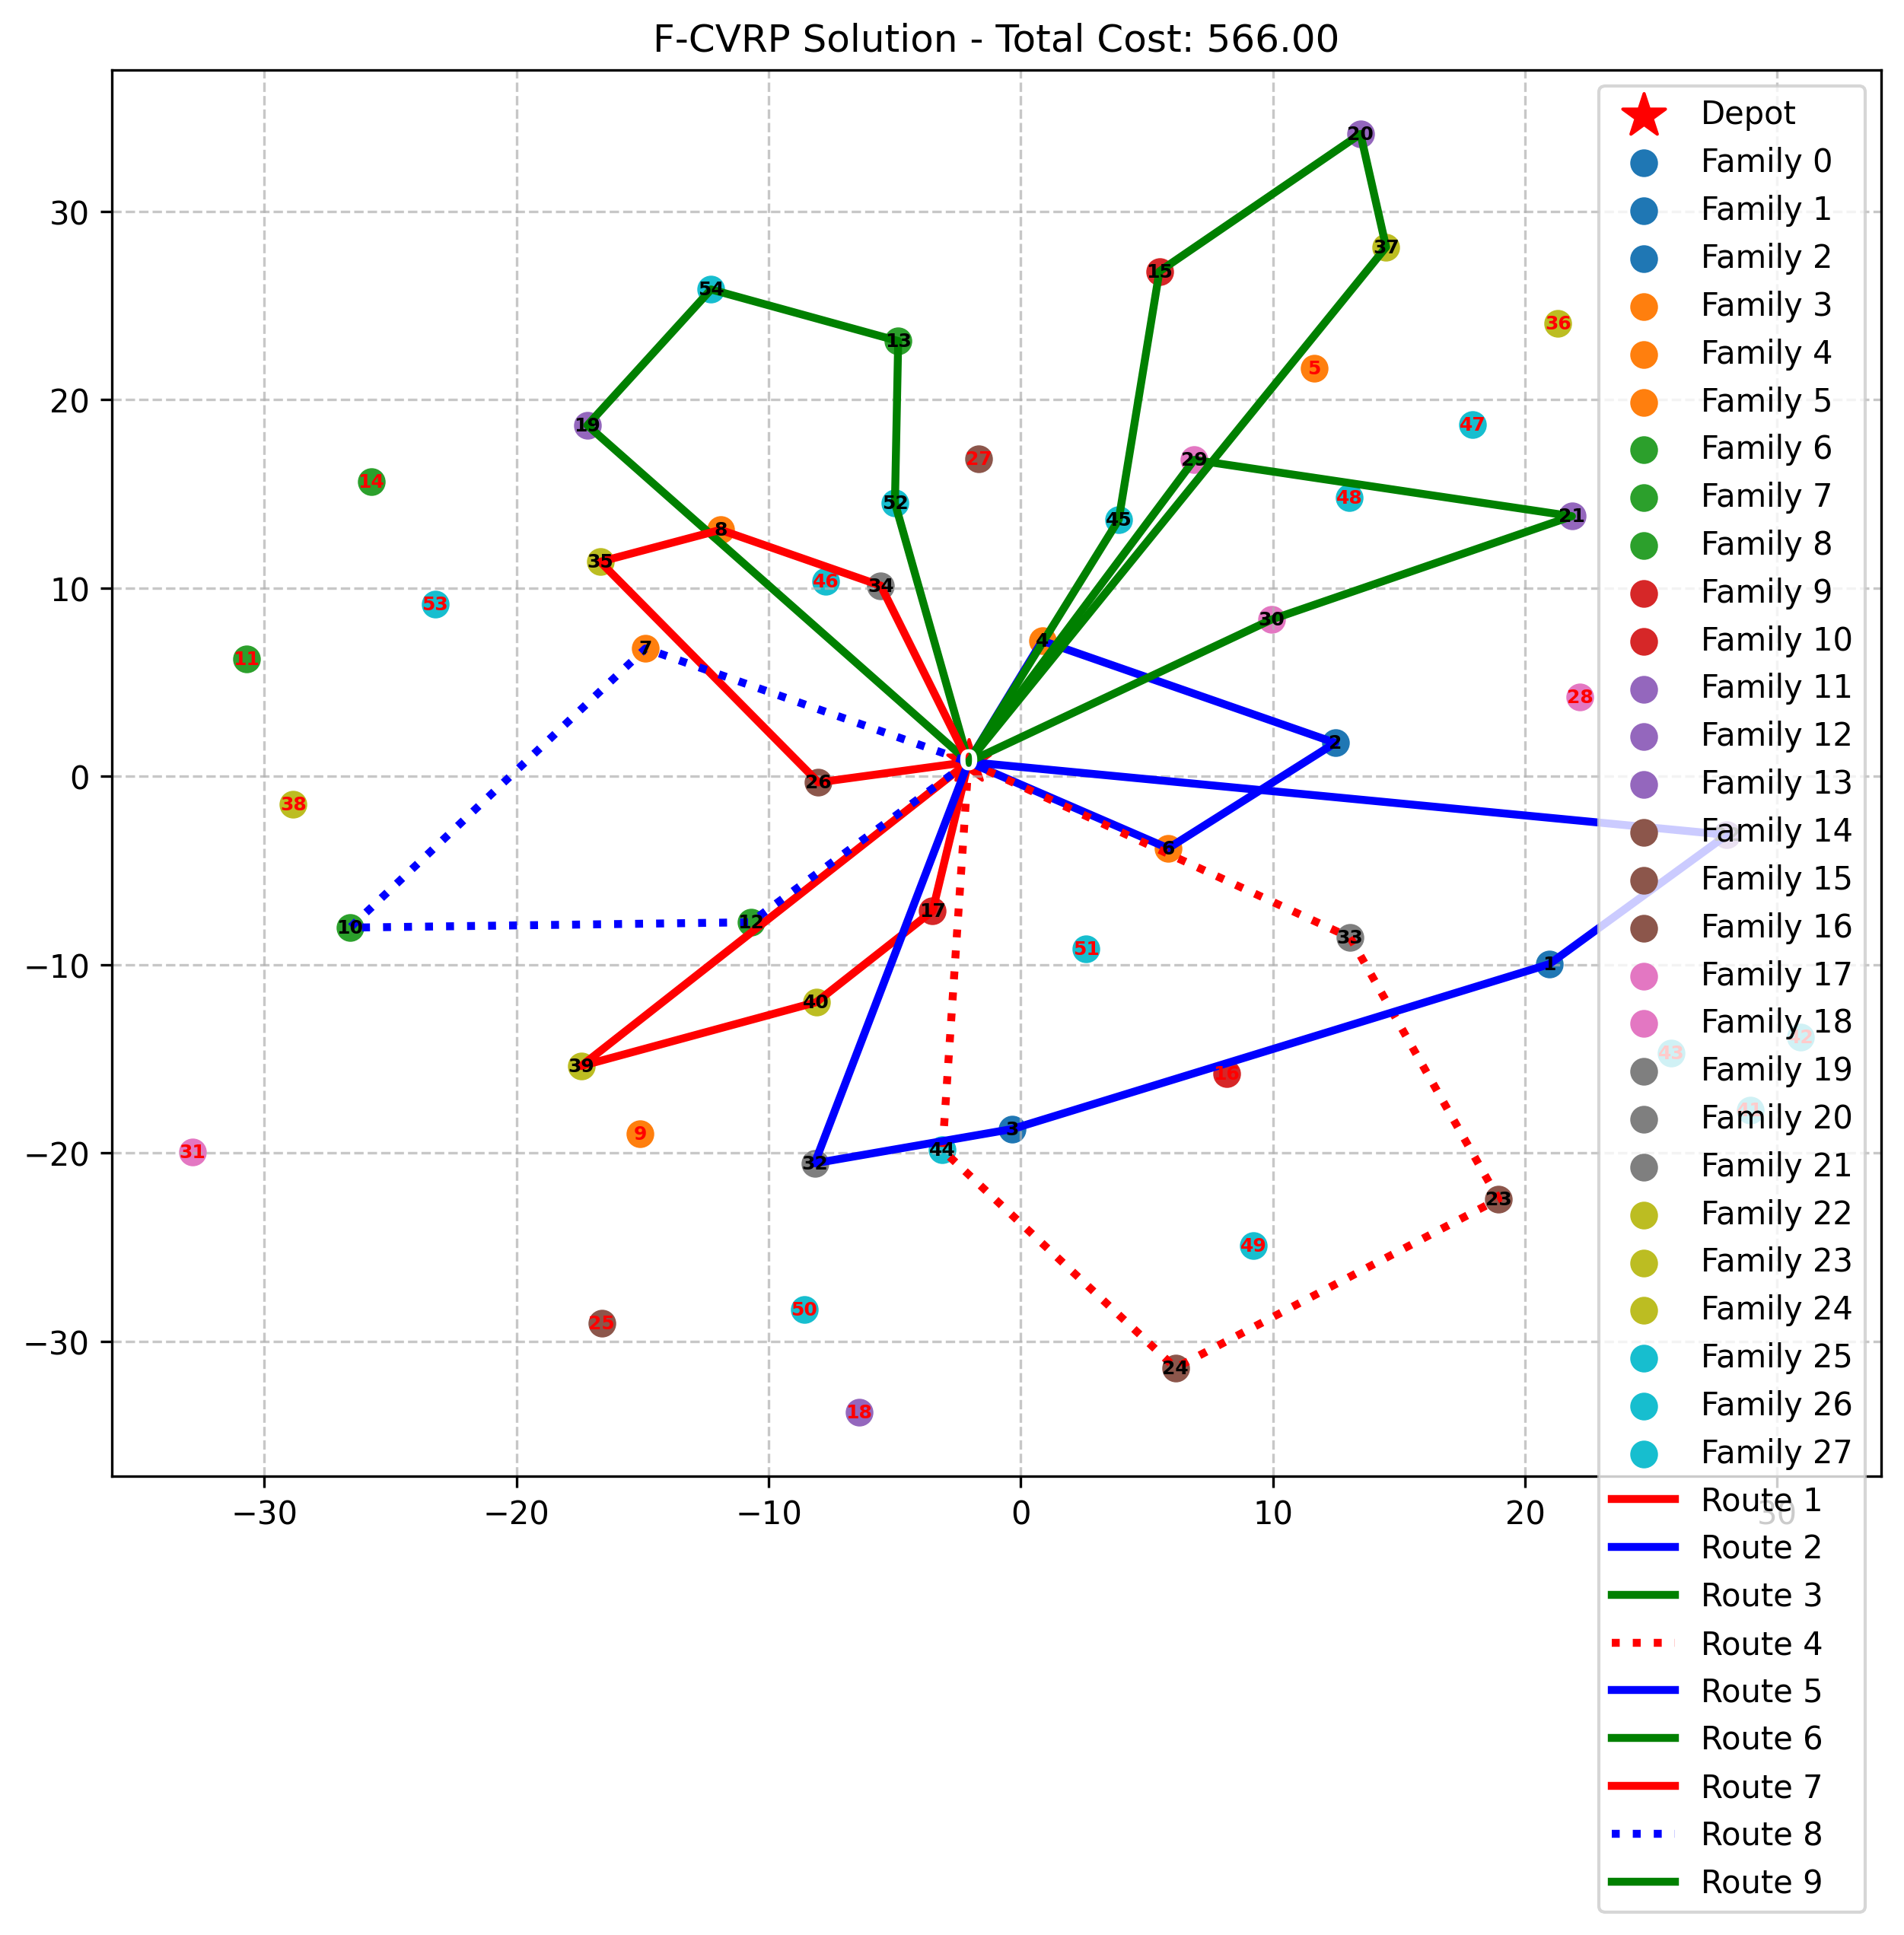 F-CVRP Solution - Total Cost: 566.00
30
20
10
0
−10
−20
−30
−30
−20
−10
0
10
20
30
20
37
15
54
13
36
5
19
47
27
29
14
48
52
45
21
8
35
34
46
53
30
4
7
11
28
2
0
26
38
6
17
12
10
33
51
1
40
42
43
39
16
3
9
44
31
32
23
49
50
25
24
18
Depot
Family 0
Family 1
Family 2
Family 3
Family 4
Family 5
Family 6
Family 7
Family 8
Family 9
Family 10
Family 11
Family 12
Family 13
Family 14
Family 15
Family 16
Family 17
Family 18
Family 19
Family 20
Family 21
Family 22
Family 23
Family 24
Family 25
Family 26
Family 27
Route 1
Route 2
Route 3
Route 4
Route 5
Route 6
Route 7
Route 8
Route 9